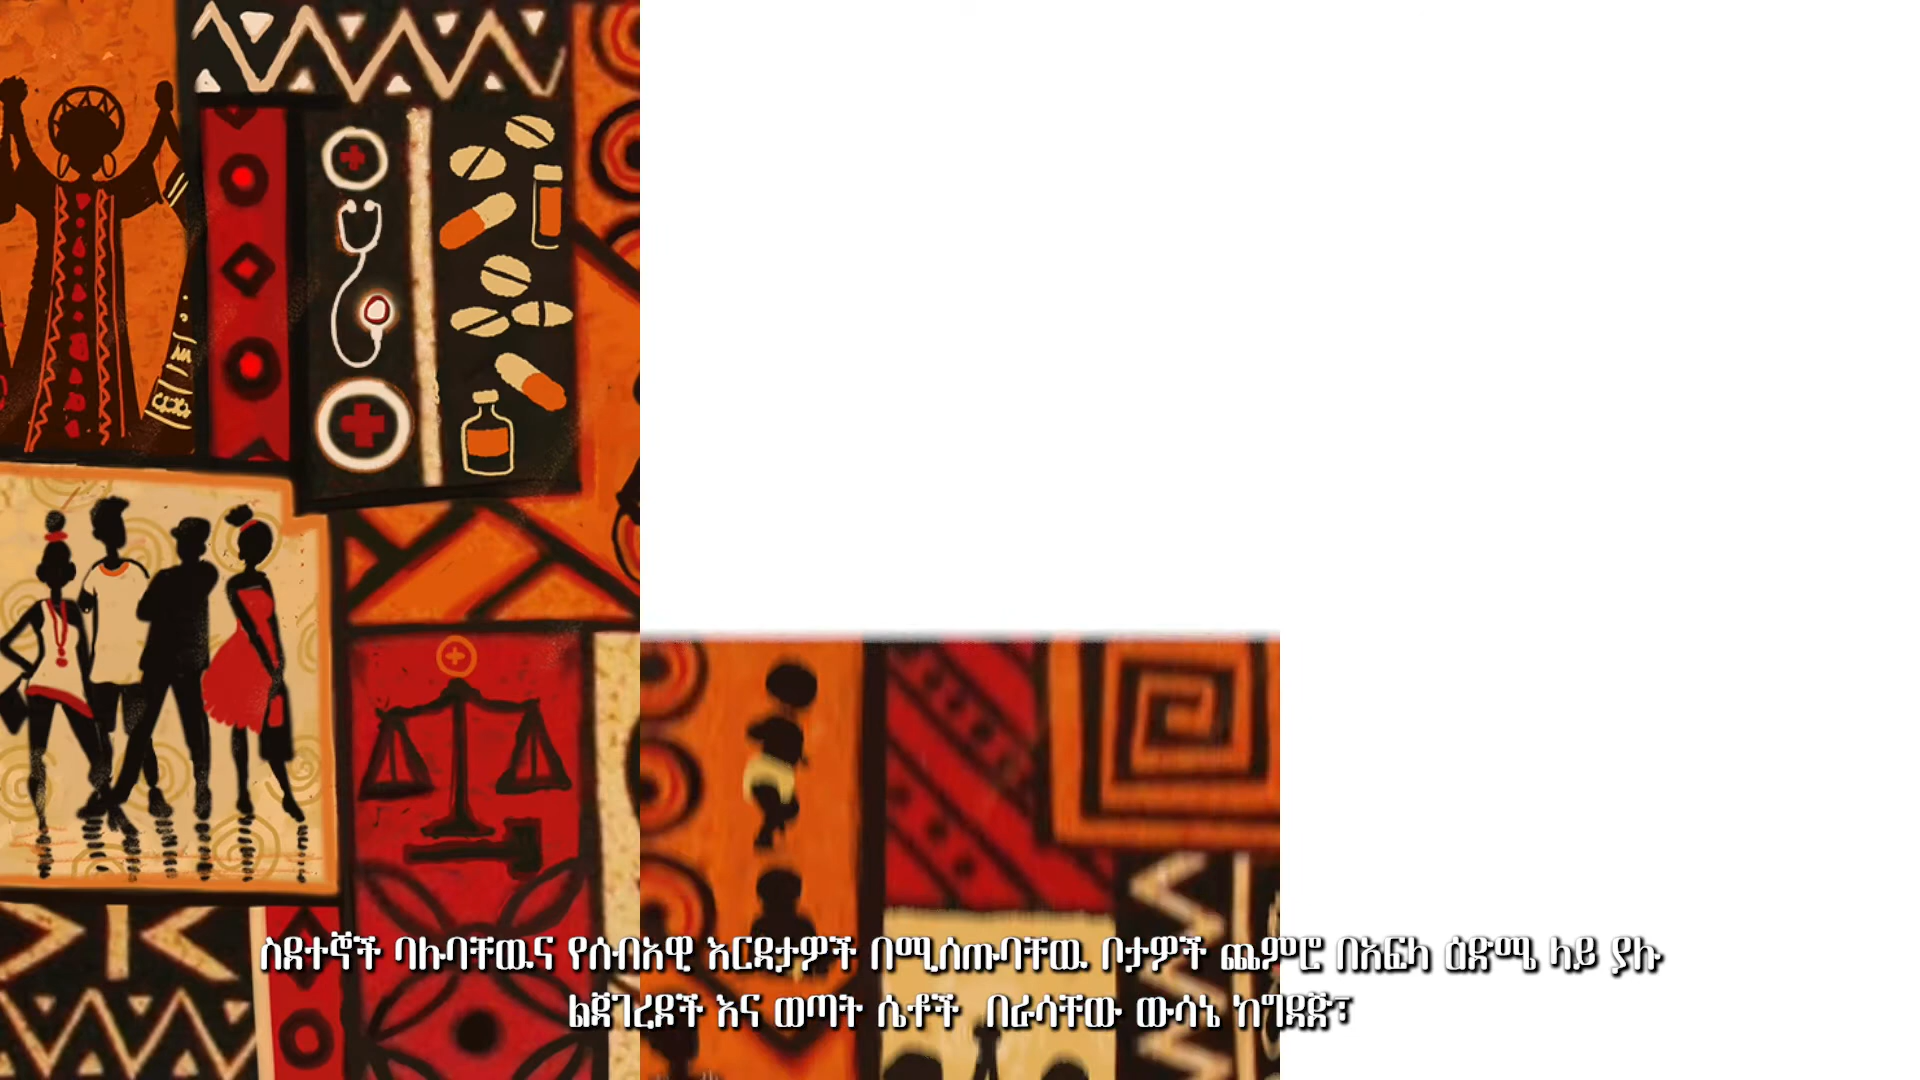 ስደተኞች ባሉባቸዉና የሰብአዊ እርዳታዎች በሚሰጡባቸዉ ቦታዎች ጨምሮ በአፍላ ዕድሜ ላይ ያሉ
ልጃገረዶች እና ወጣት ሴቶች በራሳቸው ውሳኔ ከግዳጅ፣